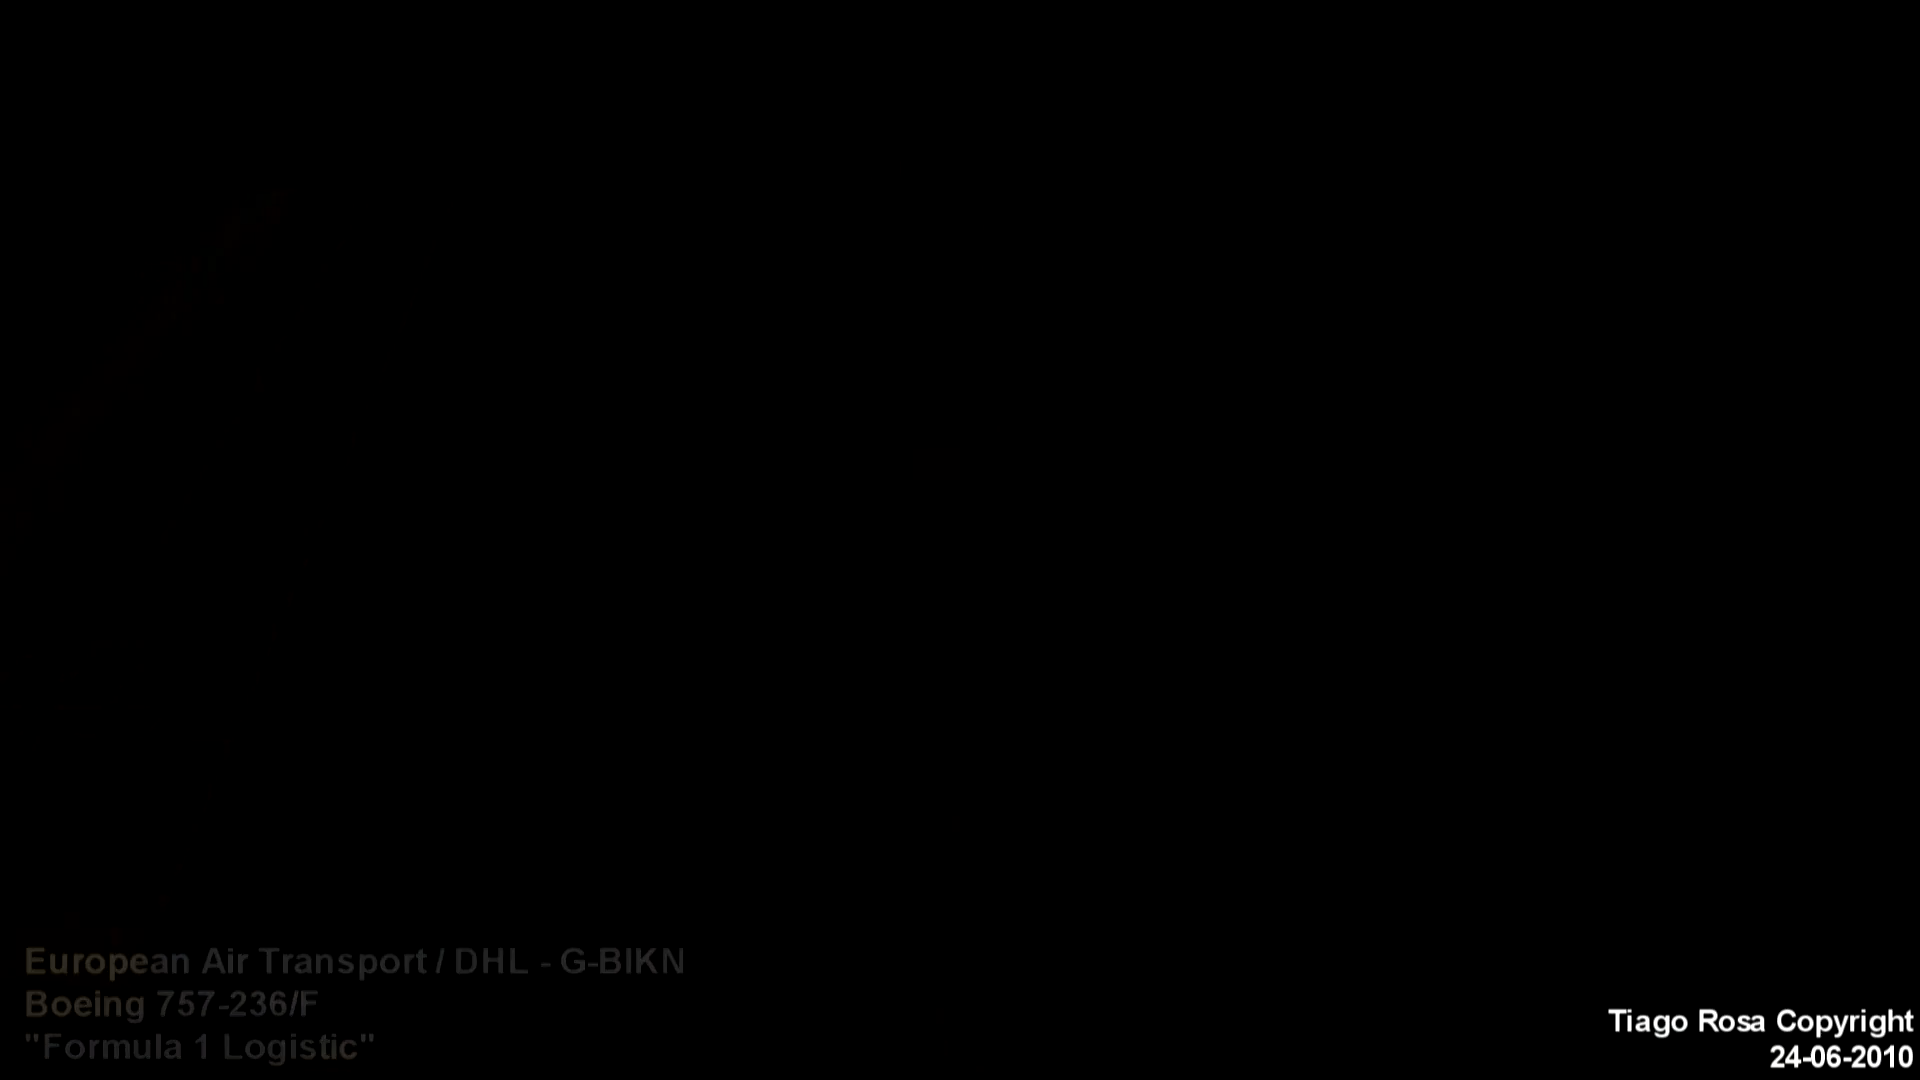 European Air Transport / DHL - G-BIKN
Boeing 757-236/F
"Formula 1 Logistic"
Tiago Rosa Copyright
24-06-2010